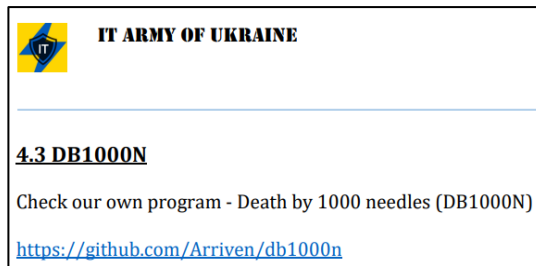 IT
IT ARMY OF UKRAINE
4.3 DB1000N
Check our own program - Death by 1000 needles (DB1000N)
https://github.com/Arriven/db1000n